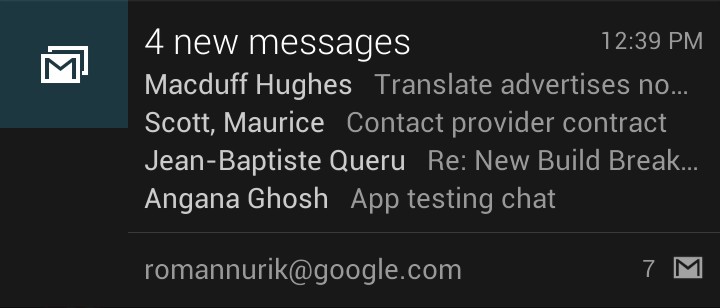 4 new messages 12:39 PM
Macduff Hughes Translate advertises no...
Scott, Maurice Contact provider contract
Jean-Baptiste Queru Re: New Build Break...
Angana Ghosh App testing chat
romannurik@google.com 7